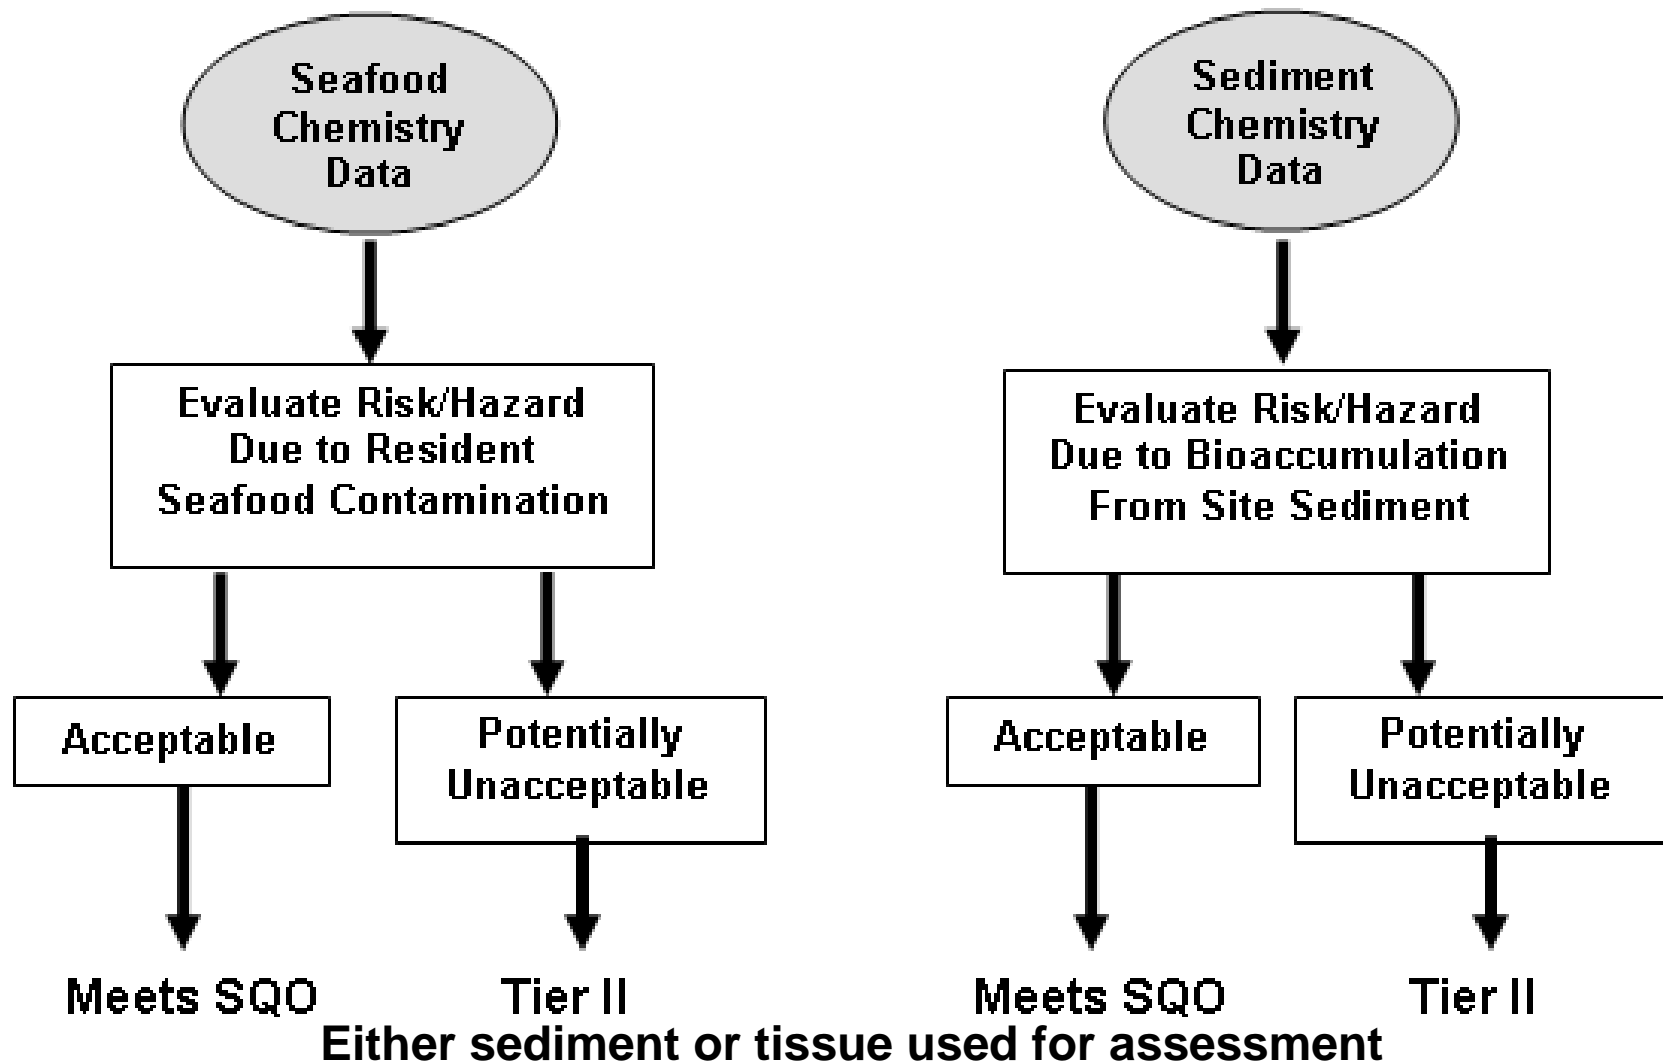 Seafood
Chemistry
Data
Evaluate Risk/Hazard
Due to Resident
Seafood Contamination
Acceptable
Potentially
Unacceptable
Meets SQO
Tier II
Sediment
Chemistry
Data
Evaluate Risk/Hazard
Due to Bioaccumulation
From Site Sediment
Acceptable
Potentially
Unacceptable
Meets SQO
Tier II
Either sediment or tissue used for assessment